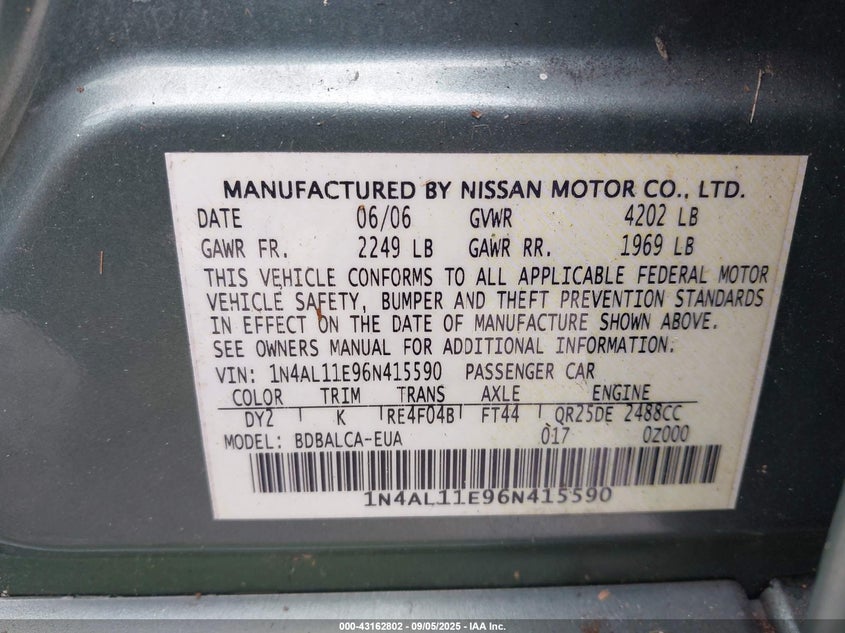 MANUFACTURED BY NISSAN MOTOR CO., LTD.
DATE 06/06 GVWR 4202 LB
GAWR FR. 2249 LB GAWR RR. 1969 LB
THIS VEHICLE CONFORMS TO ALL APPLICABLE FEDERAL MOTOR
VEHICLE SAFETY, BUMPER AND THEFT PREVENTION STANDARDS
IN EFFECT ON THE DATE OF MANUFACTURE SHOWN ABOVE.
SEE OWNERS MANUAL FOR ADDITIONAL INFORMATION.
VIN: 1N4AL11E96N415590 PASSENGER CAR
COLOR TRIM TRANS AXLE ENGINE
DY2 K RE4F04B FT44 QR25DE 2488CC
MODEL: BDBALCA-EUA 017 0Z000
1N4AL11E96N415590
000-43162802 - 09/05/2025 - IAA Inc.